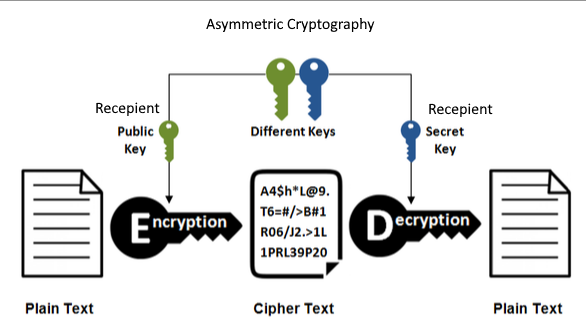 Asymmetric Cryptography
Recepient
Public
Key
Different Keys
Recepient
Secret
Key
Encryption
A4$h*L@9.
T6=#/>B#1
R06/J2.>1L
1PRL39P20
Decryption
Plain Text
Cipher Text
Plain Text